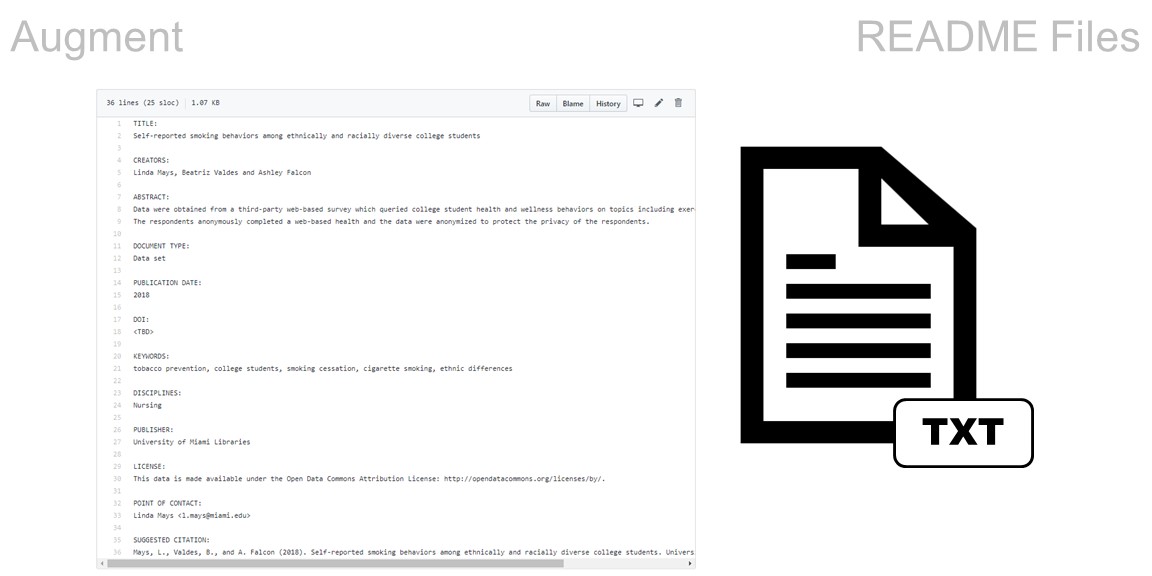 Augment
README Files
36 lines (25 sloc) 1.07 KB
Raw Blame History
1 TITLE:
2 Self-reported smoking behaviors among ethnically and racially diverse college students
3
4 CREATORS:
5 Linda Mays, Beatriz Valdes and Ashley Falcon
6
7 ABSTRACT:
8 Data were obtained from a third-party web-based survey which queried college student health and wellness behaviors on topics including exer
9 The respondents anonymously completed a web-based health and the data were anonymized to protect the privacy of the respondents.
10
11 DOCUMENT TYPE:
12 Data set
13
14 PUBLICATION DATE:
15 2018
16
17 DOI:
18 <TBD>
19
20 KEYWORDS:
21 tobacco prevention, college students, smoking cessation, cigarette smoking, ethnic differences
22
23 DISCIPLINES:
24 Nursing
25
26 PUBLISHER:
27 University of Miami Libraries
28
29 LICENSE:
30 This data is made available under the Open Data Commons Attribution License: http://opendatacommons.org/licenses/by/.
31
32 POINT OF CONTACT:
33 Linda Mays <l.mays@miami.edu>
34
35 SUGGESTED CITATION:
36 Mays, L., Valdes, B., and A. Falcon (2018). Self-reported smoking behaviors among ethnically and racially diverse college students. Univers
TXT